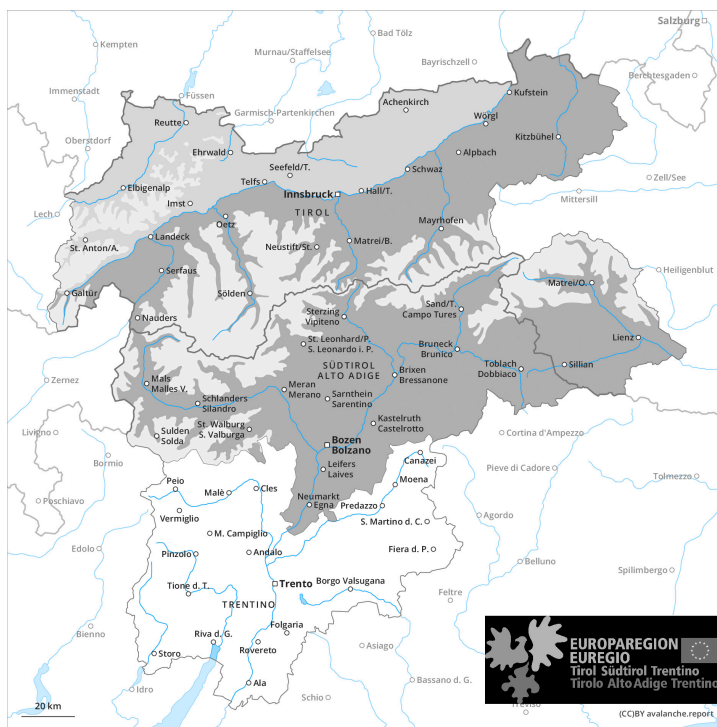 Salzburg
Kempten
Bad Tölz
Murnau/Staffelsee
Bayrischzell
Berchtesgaden
Immenstadt
Füssen
Achenkirch
Kufstein
Garmisch-Partenkirchen
Reutte
Wörgl
Oberstdorf
Kitzbühel
Ehrwald
Alpbach
Seefeld/T.
Schwaz
Zell/See
Telfs
Elbigenalp
Innsbruck
Hall/T.
Mittersill
Imst
Lech
TIROL
Oetz
Mayrhofen
St. Anton/A.
Landeck
Neustift/St.
Matrei/B.
Serfaus
Heiligenblut
Matrei/O.
Galtür
Sölden
Sand/T.
Campo Tures
Nauders
Sterzing
Vipiteno
St. Leonhard/P.
S. Leonardo i. P.
Bruneck
Brunico
Lienz
SÜDTIROL
ALTO ADIGE
Toblach
Dobbiaco
Sillian
Brixen
Bressanone
Zernez
Mals
Malles V.
Meran
Merano
Schlanders
Silandro
Sarnthein
Sarentino
St. Walburg
S. Valburga
Kastelruth
Castelrotto
Livigno
Sulden
Solda
Cortina d'Ampezzo
Bozen
Bolzano
Canazei
Bormio
Leifers
Laives
Pieve di Cadore
Tolmezzo
Peio
Malè
Cles
Moena
Poschiavo
Neumarkt
Egna
Predazzo
Vermiglio
Agordo
S. Martino d. C.
M. Campiglio
Edolo
Pinzolo
Andalo
Fiera d. P.
Belluno
Spilimbergo
Tione d. T.
Trento
Borgo Valsugana
Feltre
TRENTINO
Bienno
Folgaria
Riva d. G.
Rovereto
Asiago
Storo
Idro
Ala
Schio
Bassano d. G.
Treviso
EUROPAREGION
EUREGIO
Tirol Südtirol Trentino
Tirolo AltoAdige Trentino
20 km
(CC)BY avalanche.report